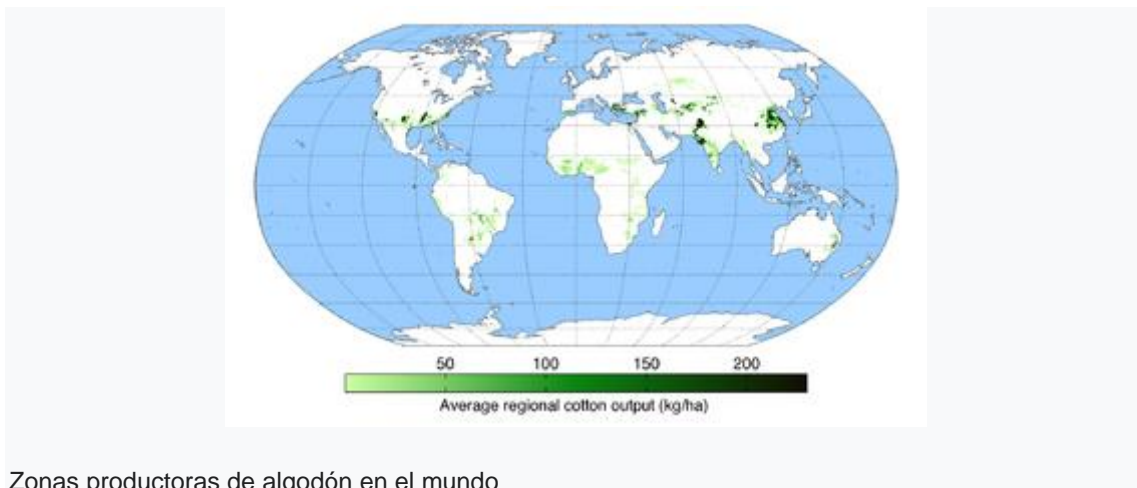 50 100 150 200
Average regional cotton output (kg/ha)
Zonas productoras de algodón en el mundo